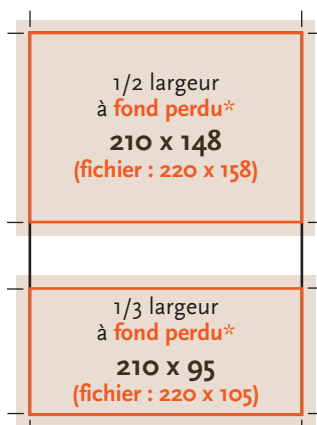 1/2 largeur
à fond perdu*
210 x 148
(fichier : 220 x 158)
1/3 largeur
à fond perdu*
210 x 95
(fichier : 220 x 105)